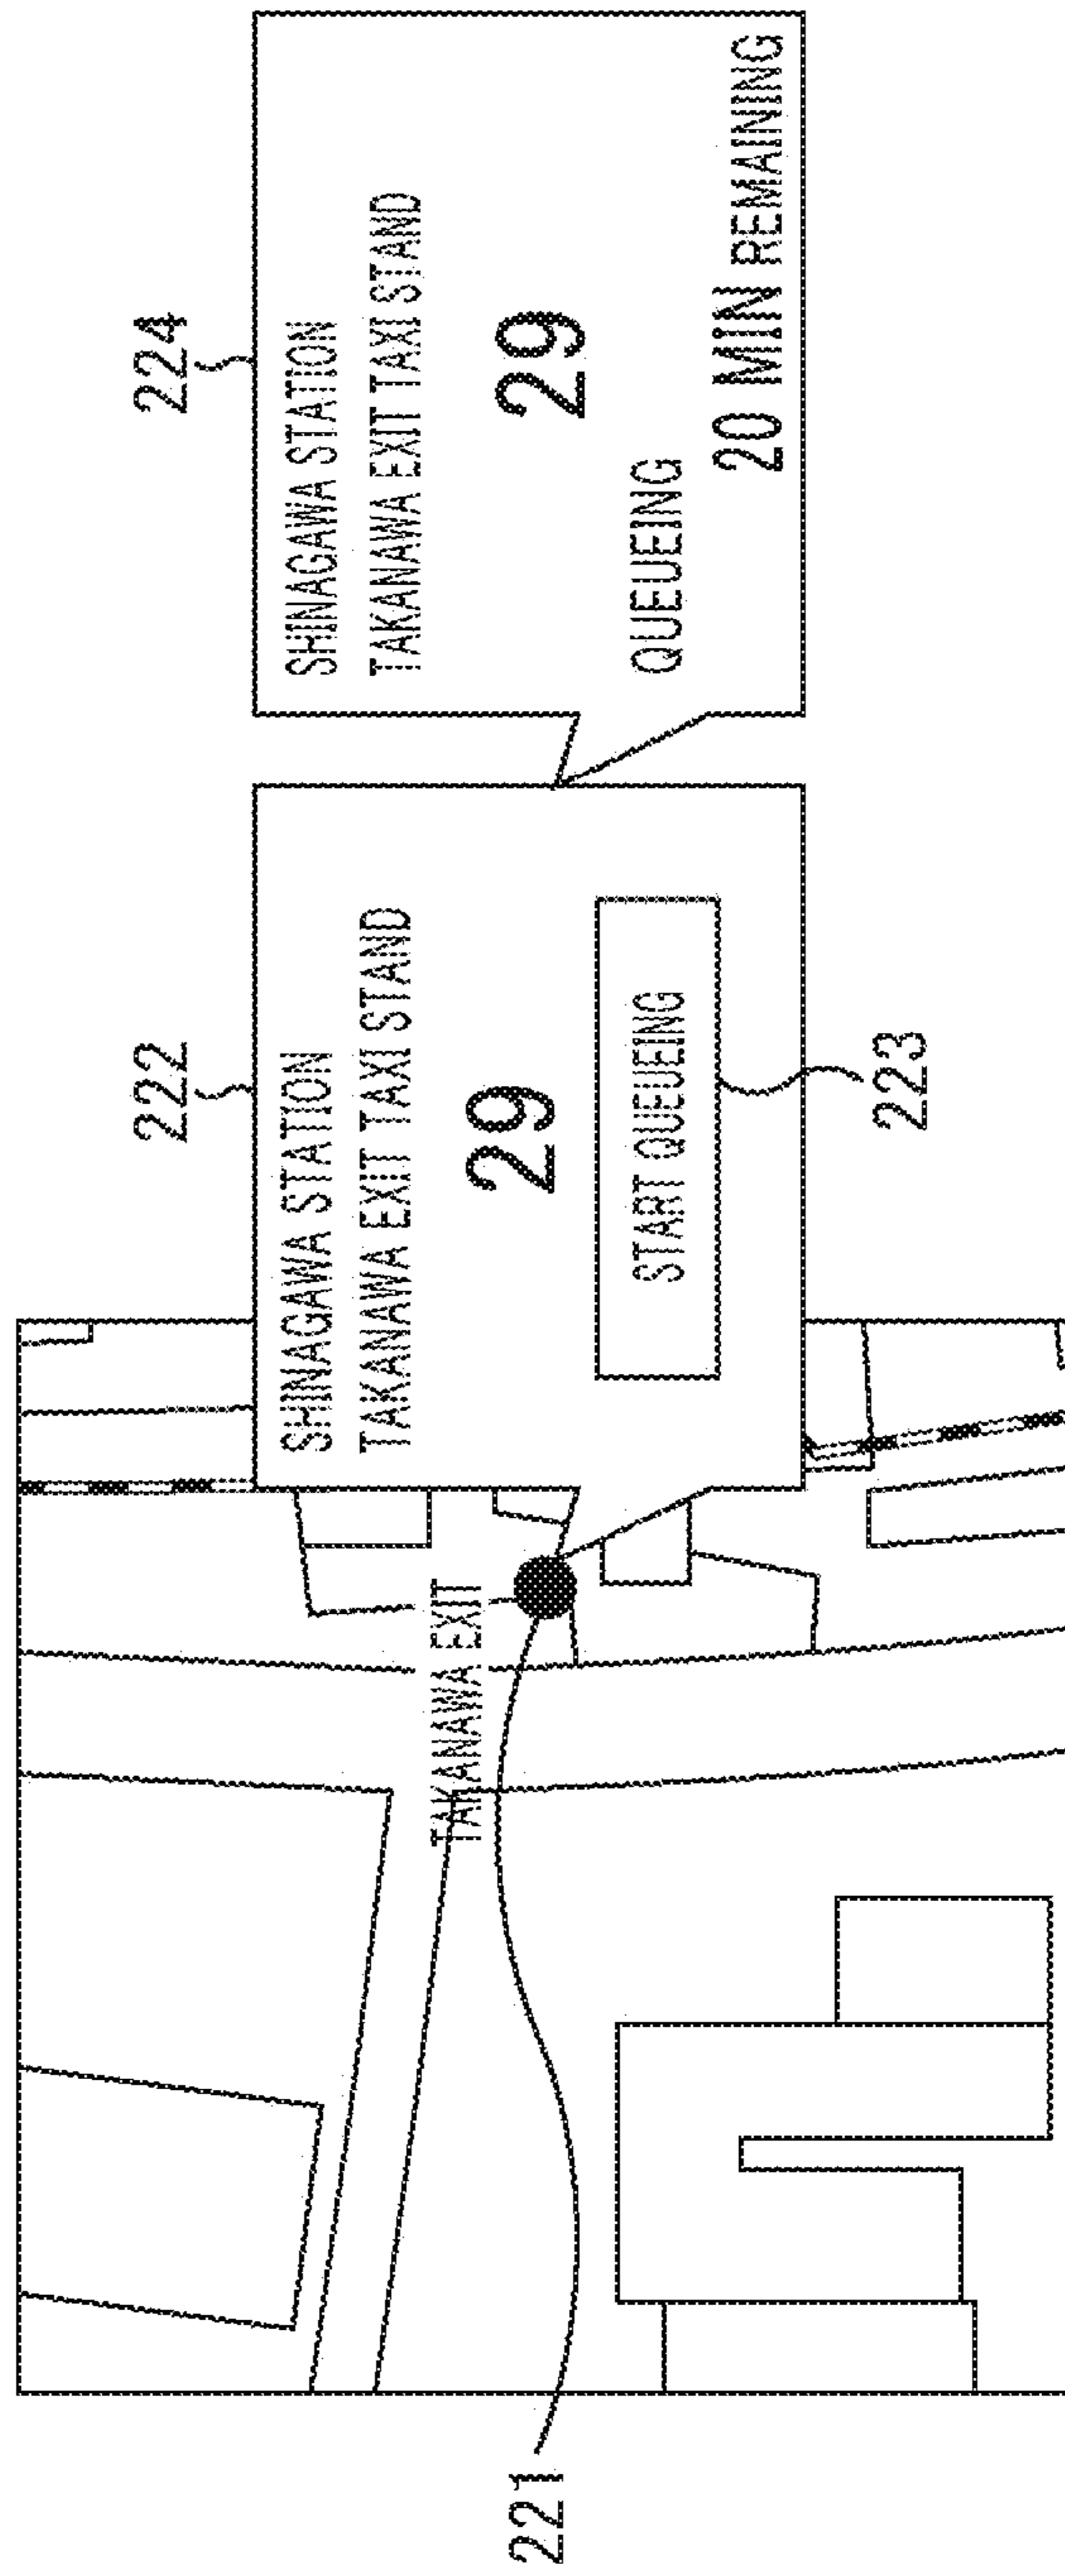 221
TAKANAWA EXIT
222
SHINAGAWA STATION
TAKANAWA EXIT TAXI STAND
29
START QUEUEING
223
224
SHINAGAWA STATION
TAKANAWA EXIT TAXI STAND
29
QUEUEING
20 MIN REMAINING